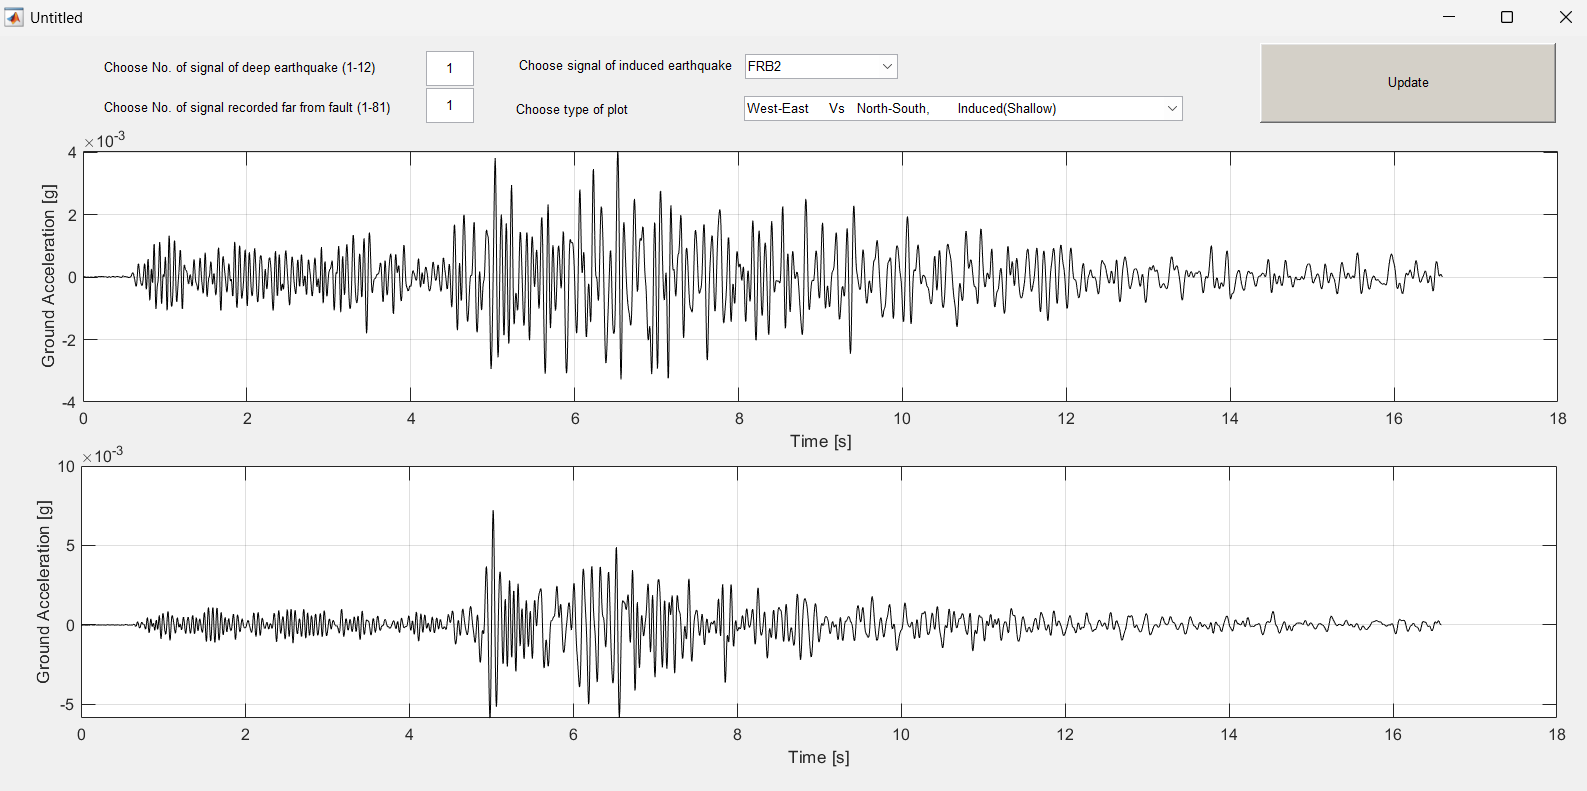 Untitled
Choose No. of signal of deep earquake (1-12)
1
Choose signal of induced earthquake
FRB2
Update
Choose No. of signal recorded far from fault (1-81)
1
Choose type of plot
West-East Vs North-South, Induced(Shallow)
×10-3
4
2
0
-2
-4
Ground Acceleration [g]
0 2 4 6 8 10 12 14 16 18
Time [s]
×10-3
10
5
0
-5
Ground Acceleration [g]
0 2 4 6 8 10 12 14 16 18
Time [s]